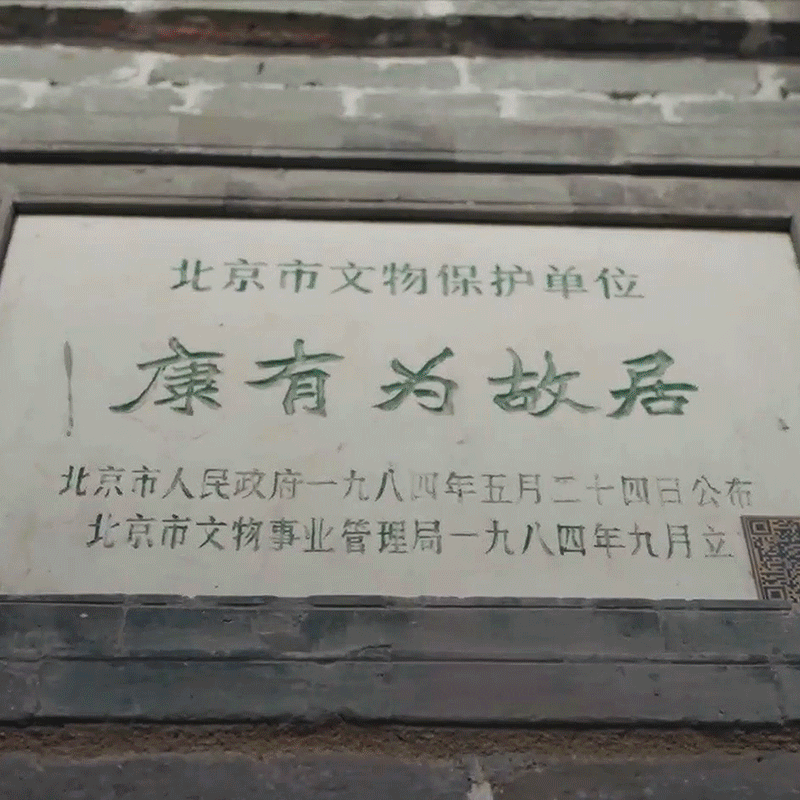 北京市文物保护单位
康有为故居
北京市人民政府一九八四年五月二十四日公布
北京市文物事业管理局一九八四年九月立